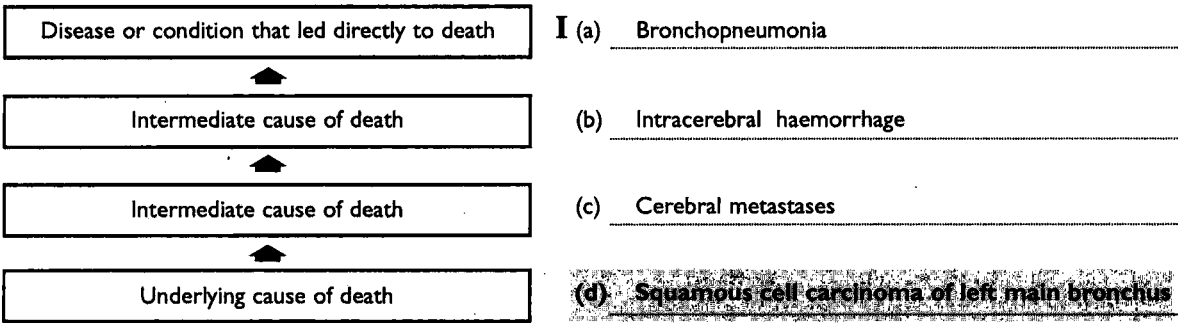 Disease or condition that led directly to death
I (a) Bronchopneumonia
Intermediate cause of death
(b) Intracerebral haemorrhage
Intermediate cause of death
(c) Cerebral metastases
Underlying cause of death
(d) Squamous cell carcinoma of left main bronchus